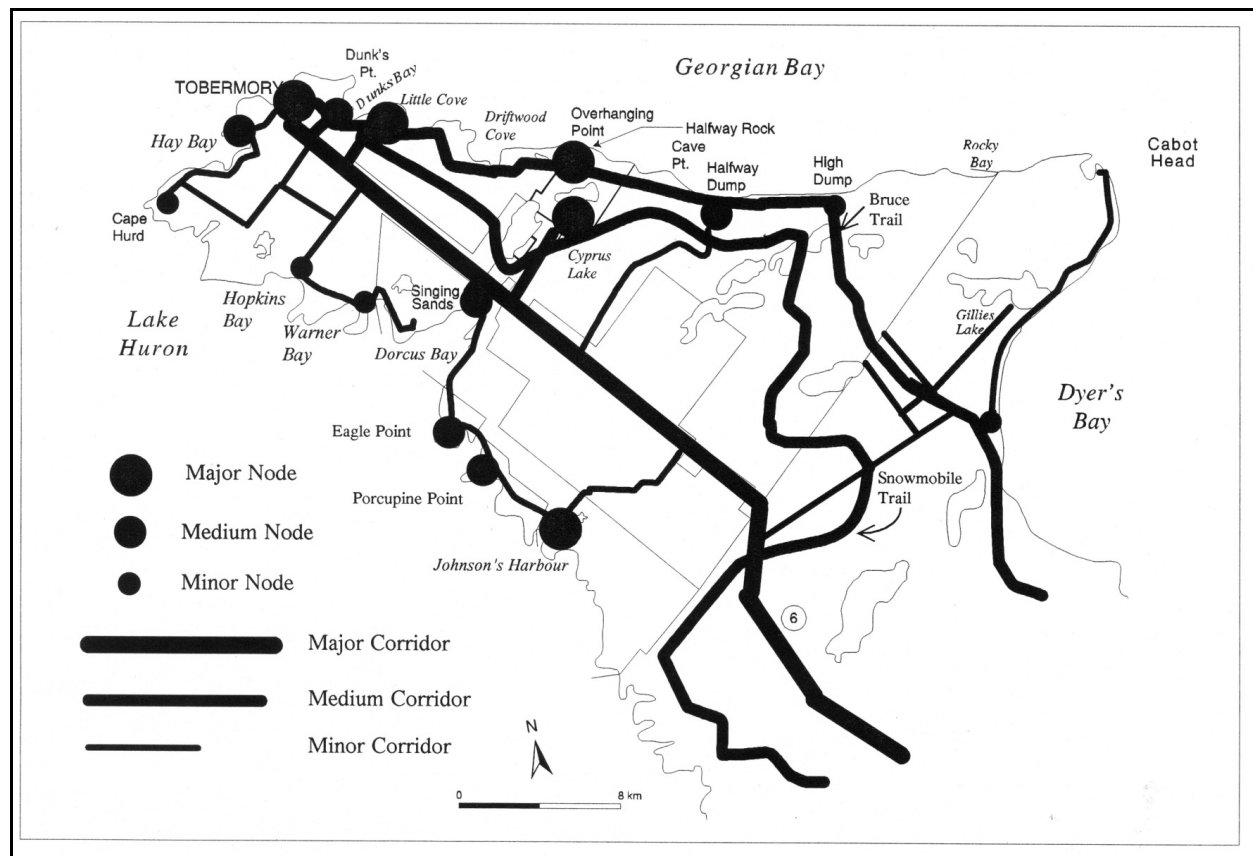 Dunk's
Pt.
Georgian Bay
TOBERMORY
Dunks Bay
Little Cove
Overhanging
Point
Driftwood
Cove
Halfway Rock
Hay Bay
Cave
Pt.
Halfway
Dump
High
Dump
Rocky
Bay
Cabot
Head
Bruce
Trail
Cape
Hurd
Cyprus
Lake
Singing
Sands
Hopkins
Bay
Lake
Huron
Warner
Bay
Gillies
Lake
Dorcus Bay
Dyer's
Bay
Eagle Point
Major Node
Porcupine Point
Snowmobile
Trail
Medium Node
Johnson's Harbour
Minor Node
6
Major Corridor
Medium Corridor
Minor Corridor
N
0 8 km